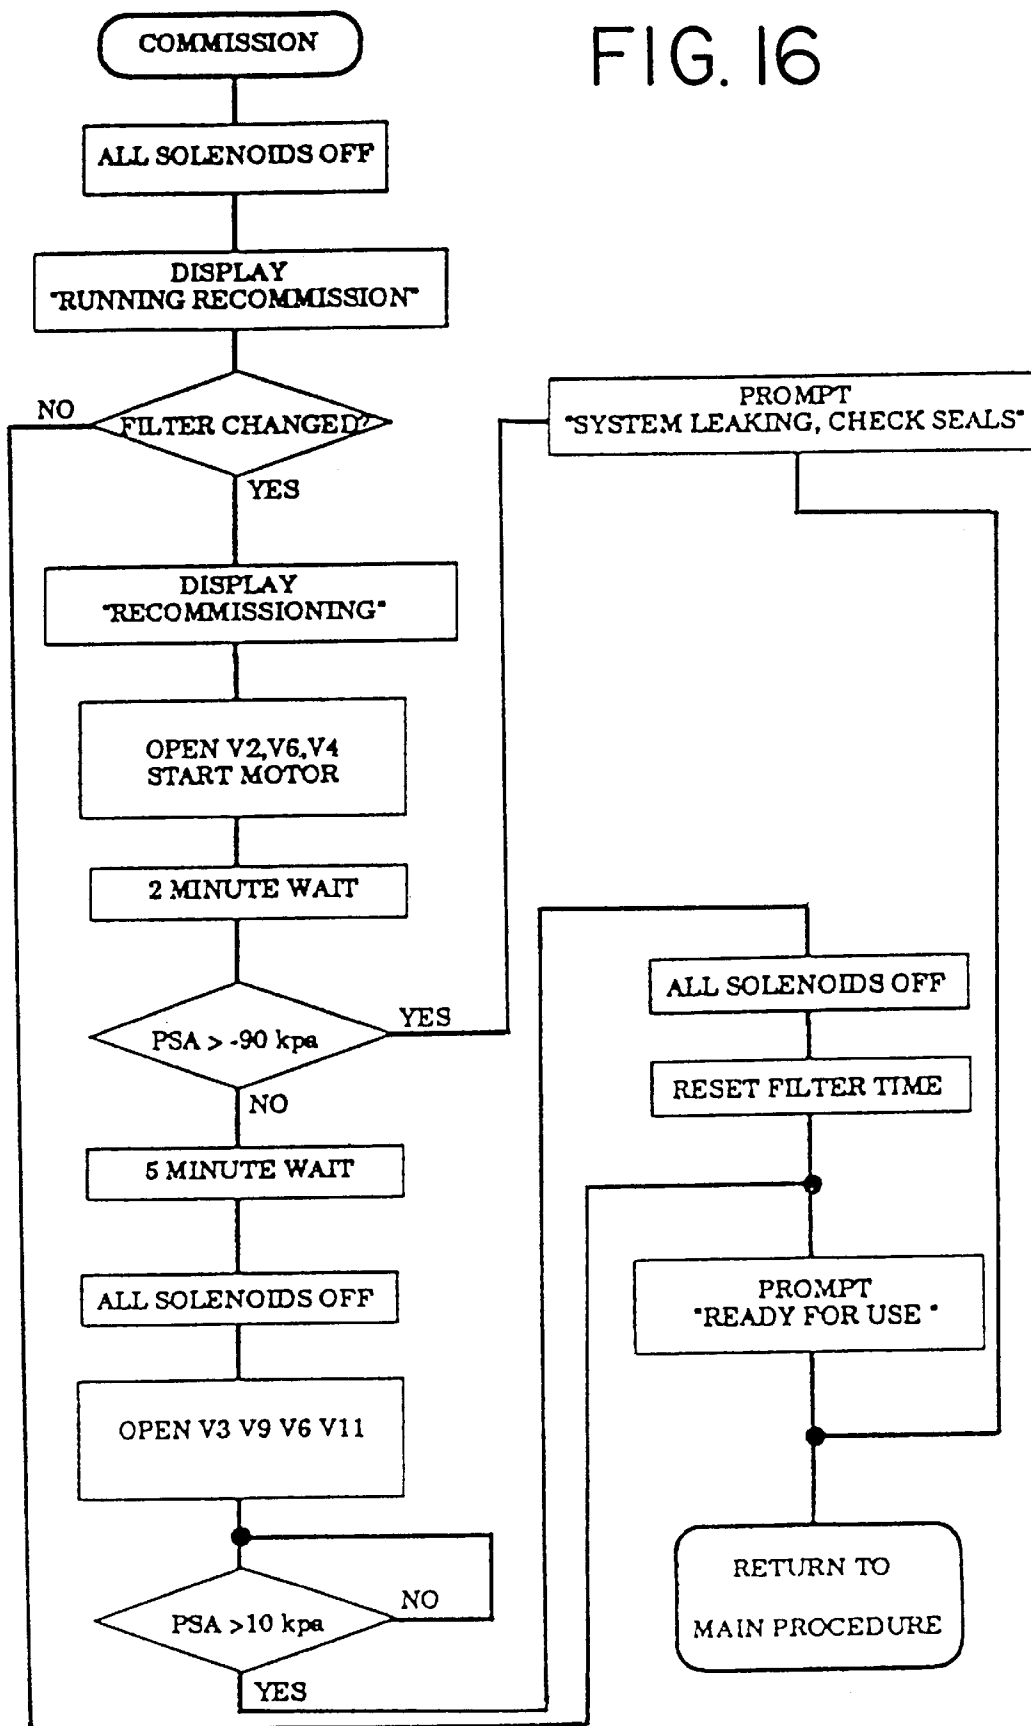 FIG. 16
COMMISSION
ALL SOLENOIDS OFF
DISPLAY
"RUNNING RECOMMISSION"
FILTER CHANGED?
NO
YES
DISPLAY
"RECOMMISSIONING"
OPEN V2,V6,V4
START MOTOR
2 MINUTE WAIT
PSA > -90 kpa
YES
NO
5 MINUTE WAIT
ALL SOLENOIDS OFF
OPEN V3 V9 V6 V11
PSA >10 kpa
NO
YES
PROMPT
"SYSTEM LEAKING, CHECK SEALS"
ALL SOLENOIDS OFF
RESET FILTER TIME
PROMPT
"READY FOR USE "
RETURN TO
MAIN PROCEDURE